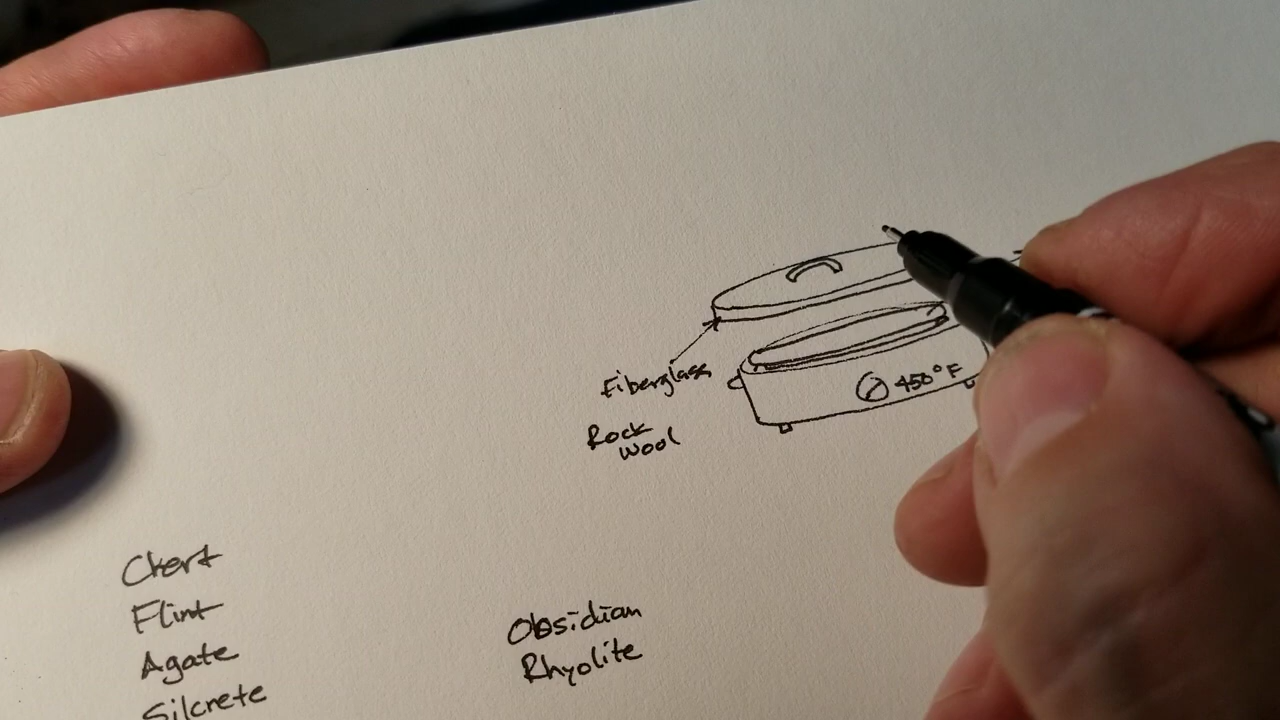 Fiberglass
450°F
Rock
Wool
Chert
Flint
Agate
Silcrete
Obsidian
Rhyolite